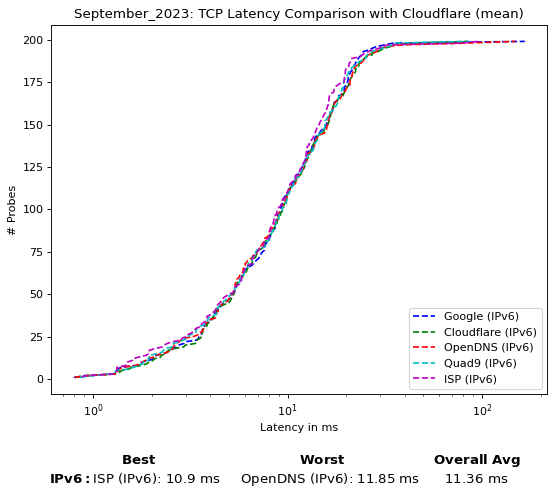 September_2023: TCP Latency Comparison with Cloudflare (mean)
200
175
150
125
100
75
50
25
0
# Probes
Google (IPv6)
Cloudflare (IPv6)
OpenDNS (IPv6)
Quad9 (IPv6)
ISP (IPv6)
10⁰ 10¹ 10²
Latency in ms
Best Worst Overall Avg
IPv6: ISP (IPv6): 10.9 ms OpenDNS (IPv6): 11.85 ms 11.36 ms